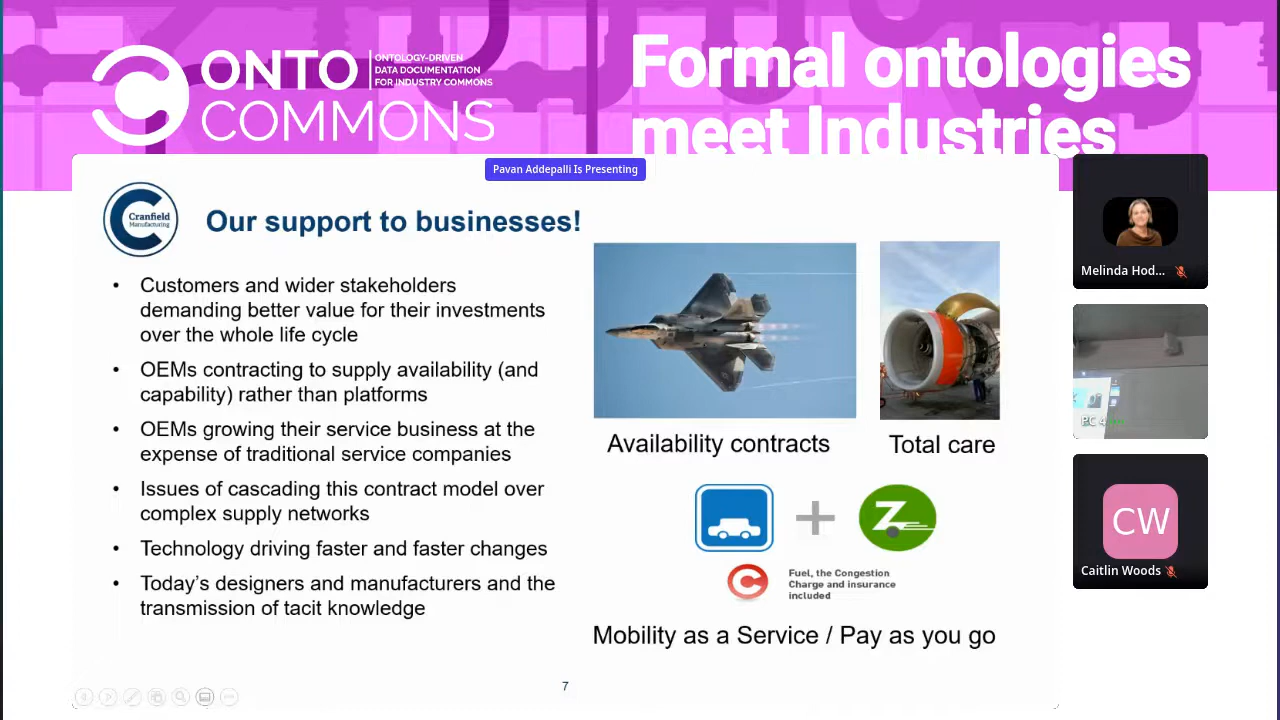 ONTO
COMMONS
ONTOLOGY-DRIVEN
DATA DOCUMENTATION
FOR INDUSTRY COMMONS
Formal ontologies
meet Industries
Pavan Addepalli Is Presenting
Cranfield
Manufacturing
Our support to businesses!
• Customers and wider stakeholders
demanding better value for their investments
over the whole life cycle
• OEMs contracting to supply availability (and
capability) rather than platforms
• OEMs growing their service business at the
expense of traditional service companies
• Issues of cascading this contract model over
complex supply networks
• Technology driving faster and faster changes
• Today's designers and manufacturers and the
transmission of tacit knowledge
Availability contracts
Total care
Z
C
Fuel, the Congestion
Charge and insurance
included
Mobility as a Service / Pay as you go
7
Melinda Hod...
PC 4
CW
Caitlin Woods